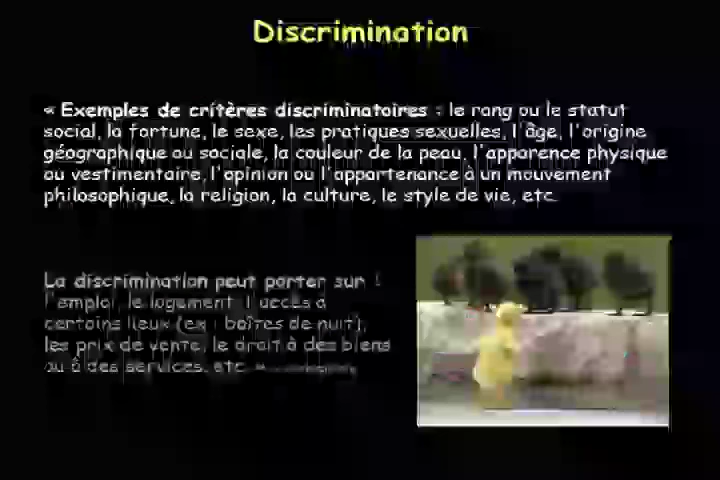 Discrimination
« Exemples de critères discriminatoires : le rang ou le statut
social, la fortune, le sexe, les pratiques sexuelles, l'âge, l'origine
géographique ou sociale, la couleur de la peau, l'apparence physique
ou vestimentaire, l'opinion ou l'appartenance à un mouvement
philosophique, la religion, la culture, le style de vie, etc.
La discrimination peut porter sur :
l'emploi, le logement, l'accès à
certains lieux (ex : boîtes de nuit),
les prix de vente, le droit à des biens
ou à des services, etc. »